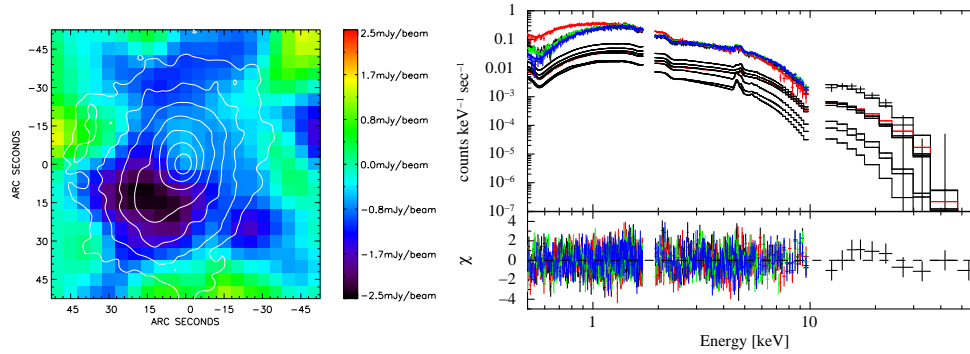 -45
-30
-15
0
15
30
45
ARC SECONDS
45 30 15 0 -15 -30 -45
ARC SECONDS
2.5mJy/beam
1.7mJy/beam
0.8mJy/beam
0.0mJy/beam
-0.8mJy/beam
-1.7mJy/beam
-2.5mJy/beam
1
0.1
0.01
10⁻³
10⁻⁴
10⁻⁵
10⁻⁶
10⁻⁷
counts keV⁻¹ sec⁻¹
4
2
0
-2
-4
χ
1 10
Energy [keV]